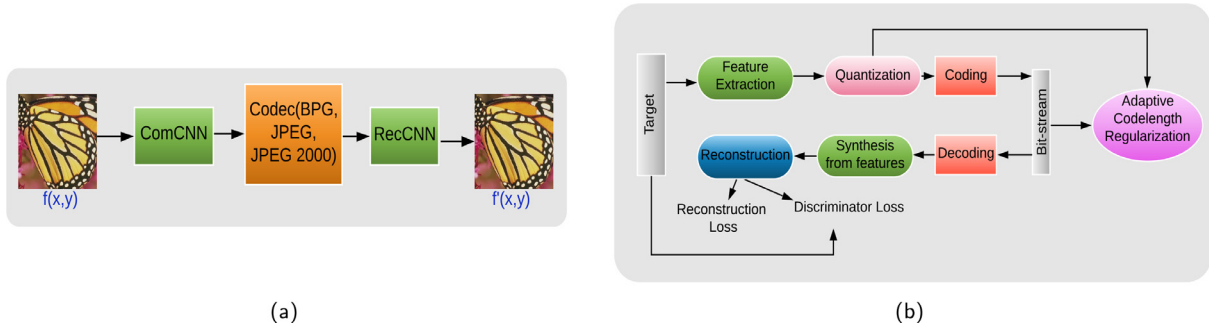 ComCNN
Codec(BPG,
JPEG,
JPEG 2000)
RecCNN
f(x,y)
f'(x,y)
(a)
Target
Feature
Extraction
Quantization
Coding
Bit-stream
Adaptive
Codelength
Regularization
Reconstruction
Synthesis
from features
Decoding
Reconstruction
Loss
Discriminator Loss
(b)